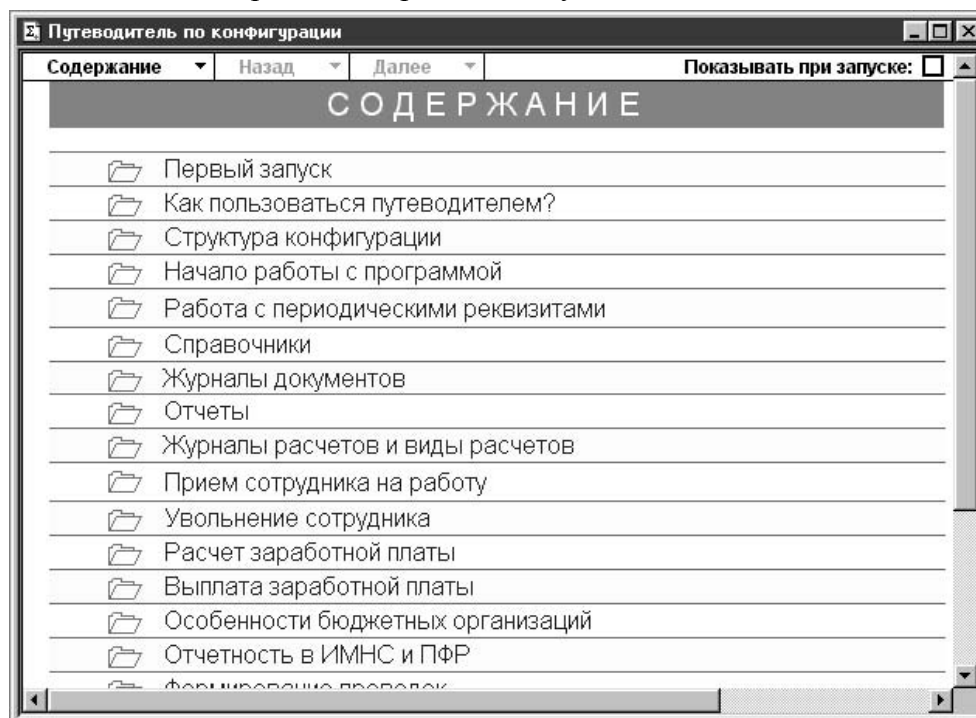 Путеводитель по конфигурации
Содержание Назад Далее Показывать при запуске:
СОДЕРЖАНИЕ
Первый запуск
Как пользоваться путеводителем?
Структура конфигурации
Начало работы с программой
Работа с периодическими реквизитами
Справочники
Журналы документов
Отчеты
Журналы расчетов и виды расчетов
Прием сотрудника на работу
Увольнение сотрудника
Расчет заработной платы
Выплата заработной платы
Особенности бюджетных организаций
Отчетность в ИМНС и ПФР
Формирование проводок